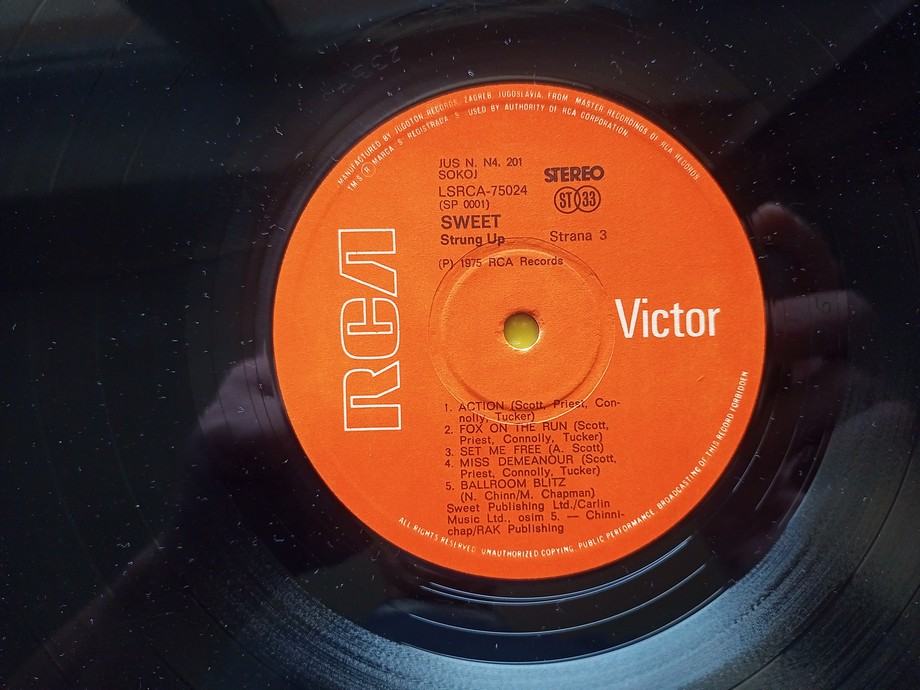 MANUFACTURED BY JUGOTON RECORDS, ZAGREB, JUGOSLAVIA, FROM MASTER RECORDINGS OF RCA RECORDS.
TM'S ® MARCA·S· REGISTRADA·S· USED BY AUTHORITY OF RCA CORPORATION.
JUS N. N4. 201
SOKOJ
STEREO
LSRCA-75024
ST 33
(SP 0001)
SWEET
Strung Up Strana 3
(P) 1975 RCA Records
RCA
Victor
1. ACTION (Scott, Priest, Con-
nolly, Tucker)
2. FOX ON THE RUN (Scott,
Priest, Connolly, Tucker)
3. SET ME FREE (A. Scott)
4. MISS DEMEANOUR (Scott,
Priest, Connolly, Tucker)
5. BALLROOM BLITZ
(N. Chinn/M. Chapman)
Sweet Publishing Ltd./Carlin
Music Ltd., osim 5. — Chinni-
chap/RAK Publishing
ALL RIGHTS RESERVED. UNAUTHORIZED COPYING, PUBLIC PERFORMANCE, BROADCASTING OF THIS RECORD FORBIDDEN